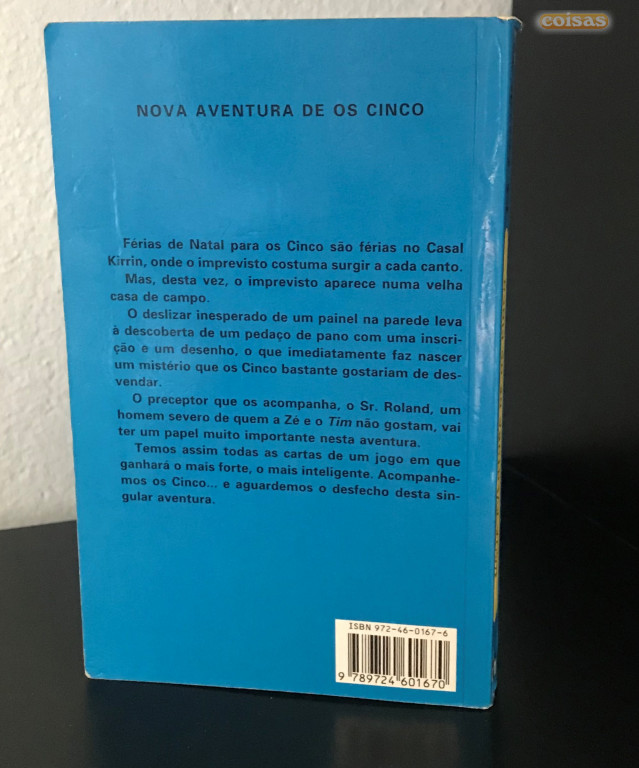 coisas
NOVA AVENTURA DE OS CINCO
Férias de Natal para os Cinco são férias no Casal
Kirrin, onde o imprevisto costuma surgir a cada canto.
Mas, desta vez, o imprevisto aparece numa velha
casa de campo.
O deslizar inesperado de um painel na parede leva
à descoberta de um pedaço de pano com uma inscri-
ção e um desenho, o que imediatamente faz nascer
um mistério que os Cinco bastante gostariam de des-
vendar.
O preceptor que os acompanha, o Sr. Roland, um
homem severo de quem a Zé e o Tim não gostam, vai
ter um papel muito importante nesta aventura.
Temos assim todas as cartas de um jogo em que
ganhará o mais forte, o mais inteligente. Acompanhe-
mos os Cinco... e aguardemos o desfecho desta sin-
gular aventura.
ISBN 972-46-0167-6
9 789724 601670